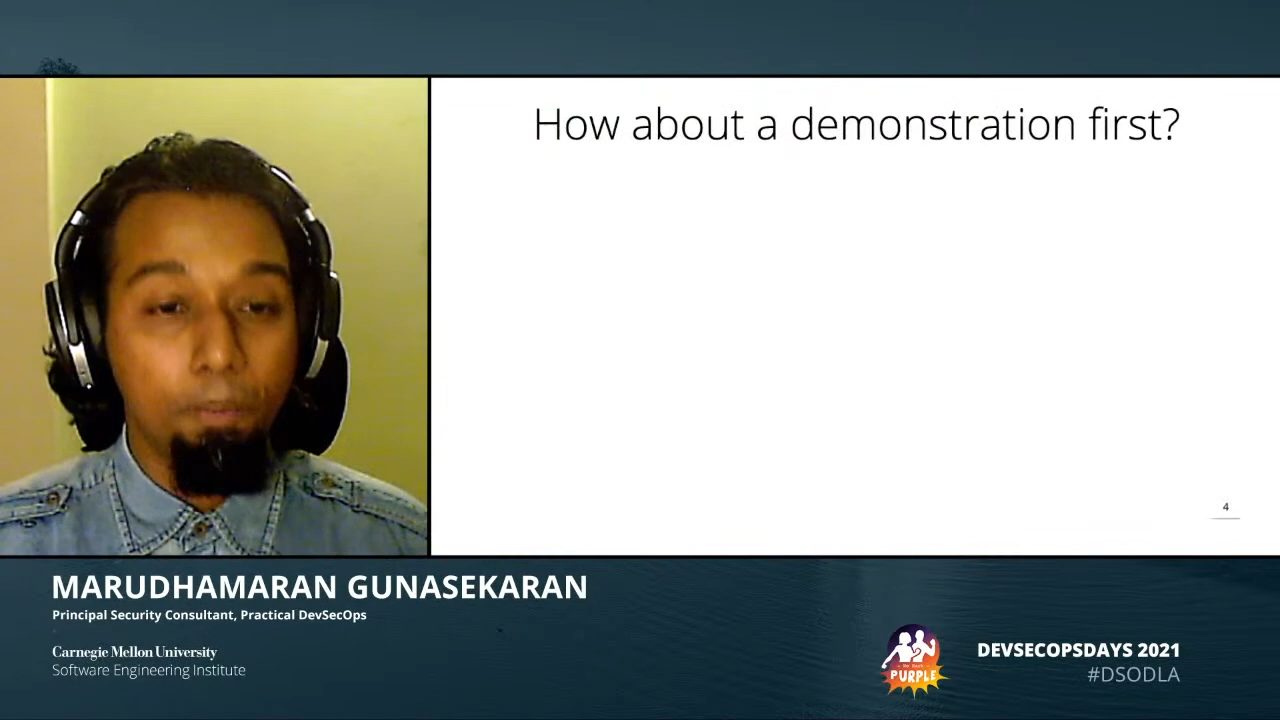 How about a demonstration first?
4
MARUDHAMARAN GUNASEKARAN
Principal Security Consultant, Practical DevSecOps
Carnegie Mellon University
Software Engineering Institute
PURPLE
DEVSECOPSDAYS 2021
#DSODLA